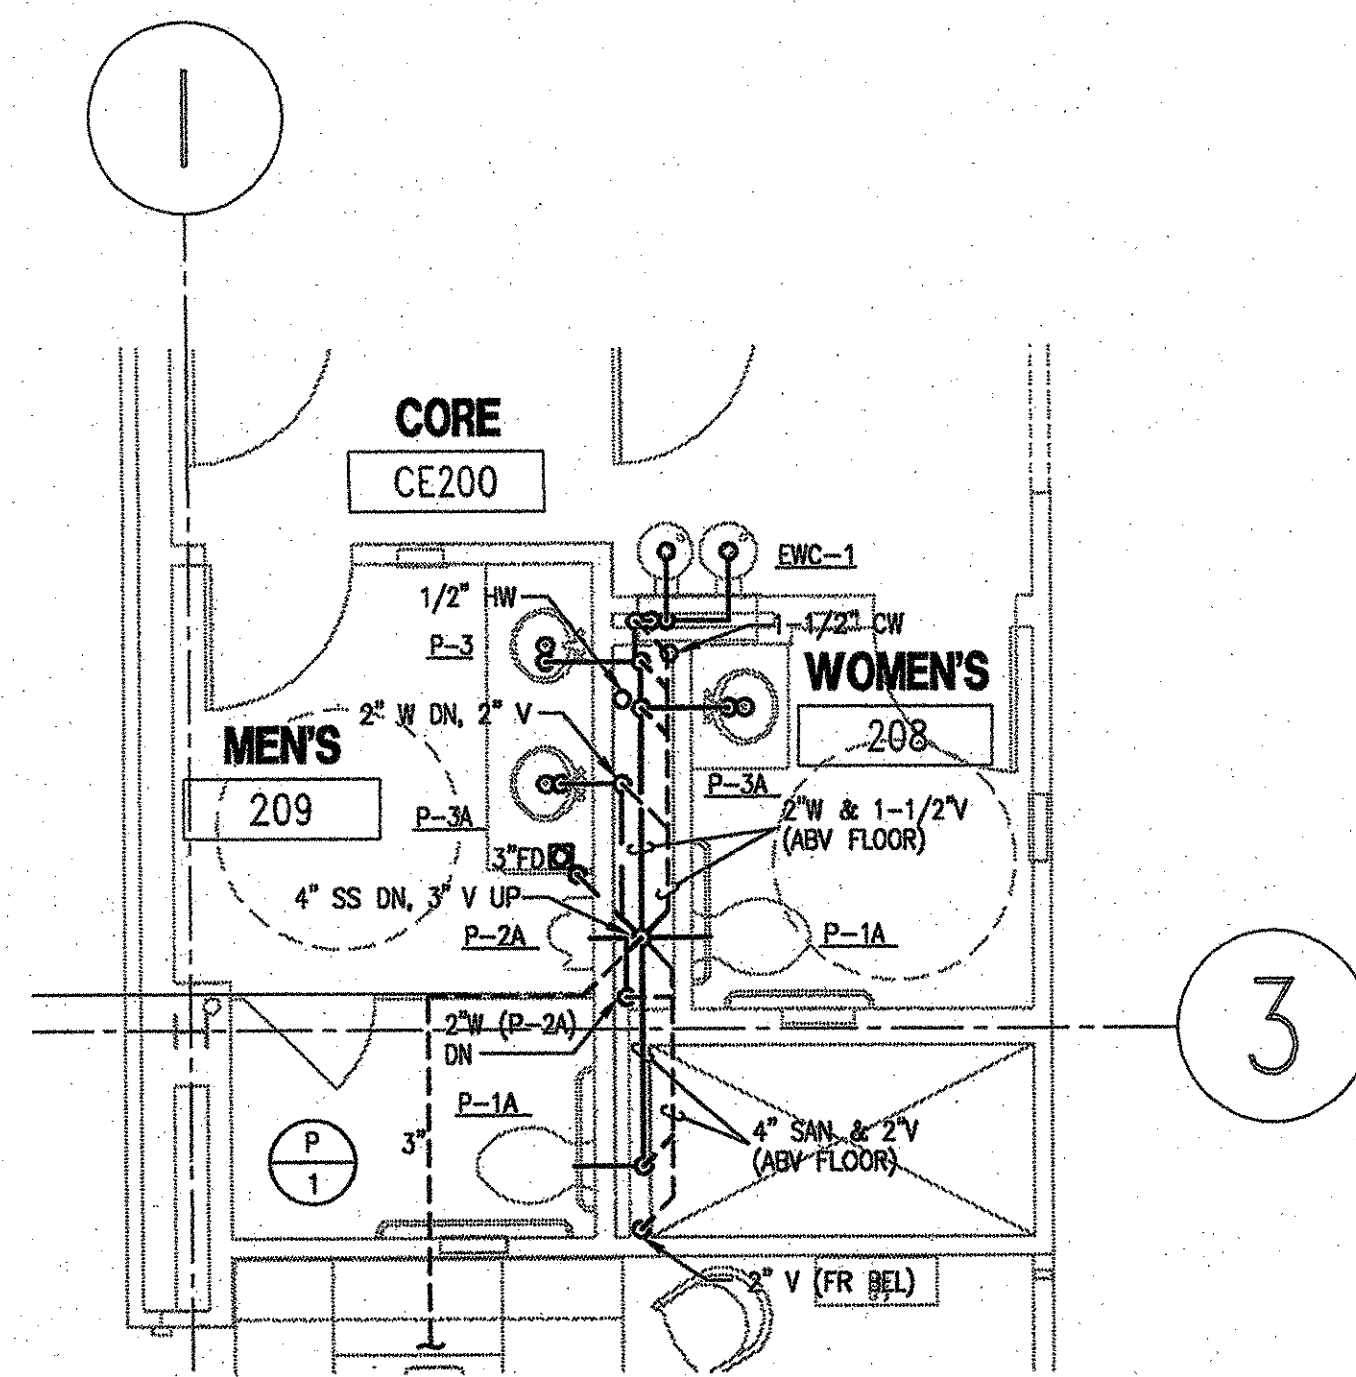 1
CORE
CE200
EWC-1
1/2" HW
1-1/2" CW
P-3
WOMEN'S
208
2" W DN, 2" V
MEN'S
209
P-3A
P-3A
2"W & 1-1/2"V
(ABV FLOOR)
3"FD
4" SS DN, 3" V UP
P-2A
P-1A
3
2"W (P-2A)
DN
P-1A
3"
P
1
4" SAN & 2"V
(ABV FLOOR)
2" V (FR BEL)